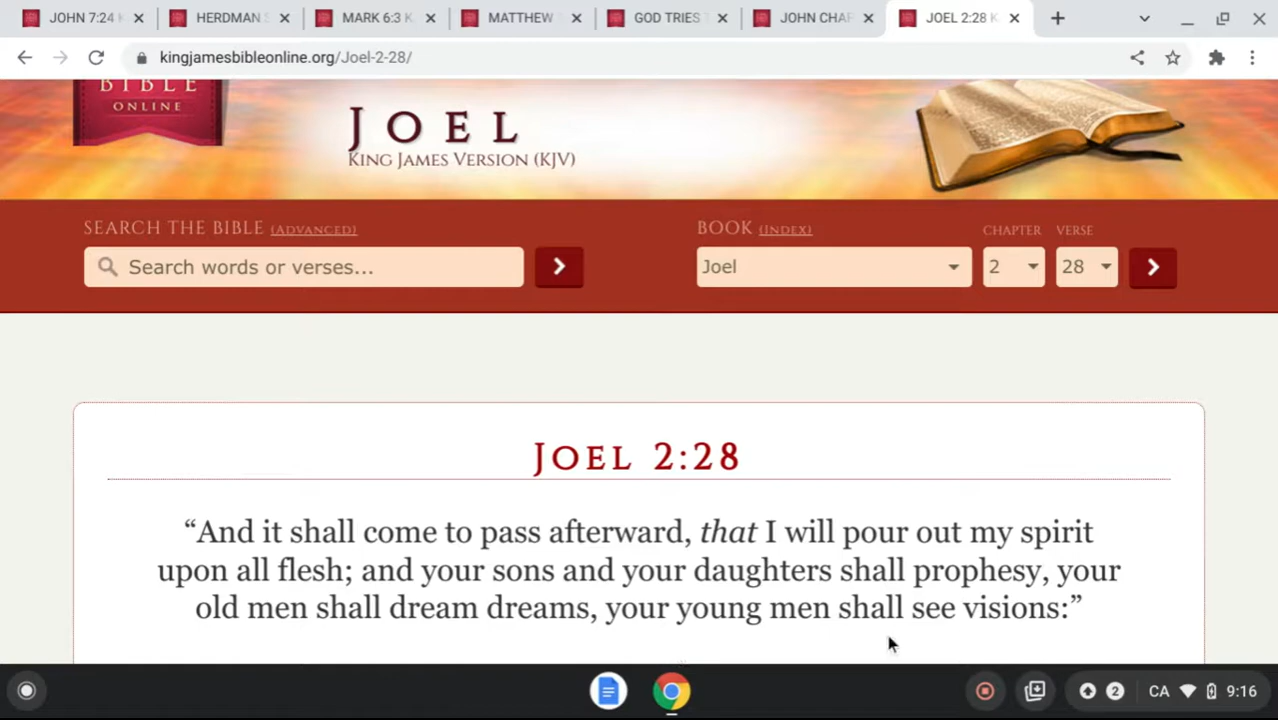 JOHN 7:24 K
HERDMAN S
MARK 6:3 K
MATTHEW
GOD TRIES T
JOHN CHAP
JOEL 2:28 K
kingjamesbibleonline.org/Joel-2-28/
BIBLE
ONLINE
JOEL
KING JAMES VERSION (KJV)
SEARCH THE BIBLE (ADVANCED)
BOOK (INDEX)
CHAPTER
VERSE
Search words or verses...
Joel
2
28
JOEL 2:28
“And it shall come to pass afterward, that I will pour out my spirit
upon all flesh; and your sons and your daughters shall prophesy, your
old men shall dream dreams, your young men shall see visions:”
2
CA
9:16